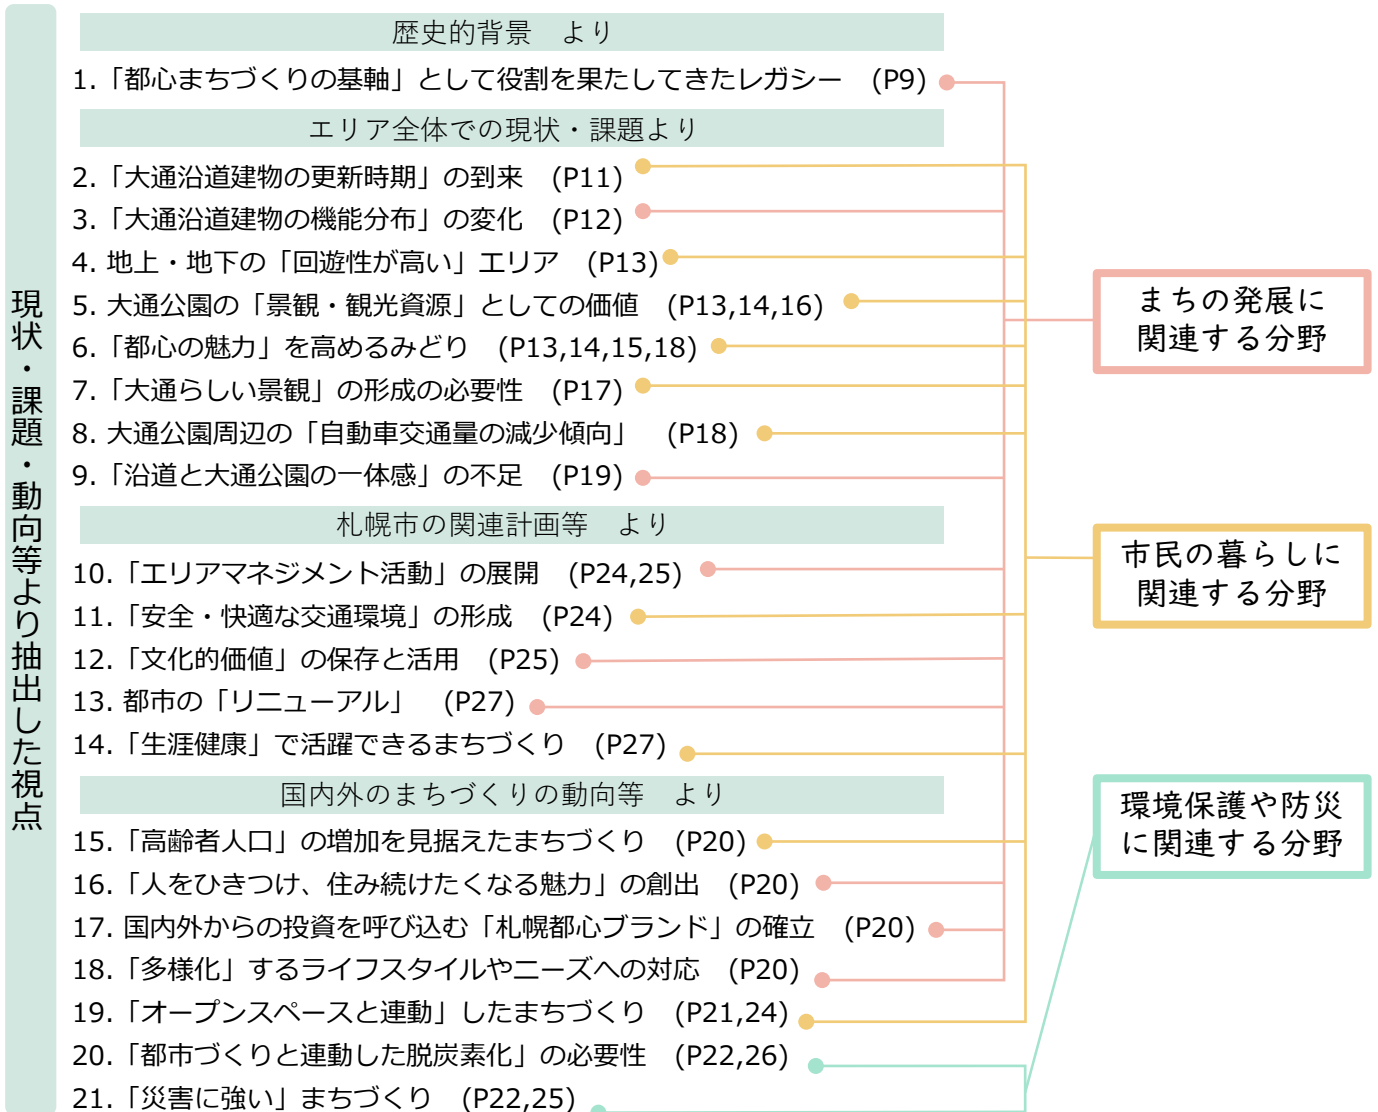 現状・課題・動向等より抽出した視点
歴史的背景　より
1.「都心まちづくりの基軸」として役割を果たしてきたレガシー　(P9)
エリア全体での現状・課題より
2.「大通沿道建物の更新時期」の到来　(P11)
3.「大通沿道建物の機能分布」の変化　(P12)
4. 地上・地下の「回遊性が高い」エリア　(P13)
5. 大通公園の「景観・観光資源」としての価値　(P13,14,16)
6.「都心の魅力」を高めるみどり　(P13,14,15,18)
7.「大通らしい景観」の形成の必要性　(P17)
8. 大通公園周辺の「自動車交通量の減少傾向」　(P18)
9.「沿道と大通公園の一体感」の不足　(P19)
札幌市の関連計画等　より
10.「エリアマネジメント活動」の展開　(P24,25)
11.「安全・快適な交通環境」の形成　(P24)
12.「文化的価値」の保存と活用　(P25)
13. 都市の「リニューアル」　(P27)
14.「生涯健康」で活躍できるまちづくり　(P27)
国内外のまちづくりの動向等　より
15.「高齢者人口」の増加を見据えたまちづくり　(P20)
16.「人をひきつけ、住み続けたくなる魅力」の創出　(P20)
17. 国内外からの投資を呼び込む「札幌都心ブランド」の確立　(P20)
18.「多様化」するライフスタイルやニーズへの対応　(P20)
19.「オープンスペースと連動」したまちづくり　(P21,24)
20.「都市づくりと連動した脱炭素化」の必要性　(P22,26)
21.「災害に強い」まちづくり　(P22,25)
まちの発展に
関連する分野
市民の暮らしに
関連する分野
環境保護や防災
に関連する分野